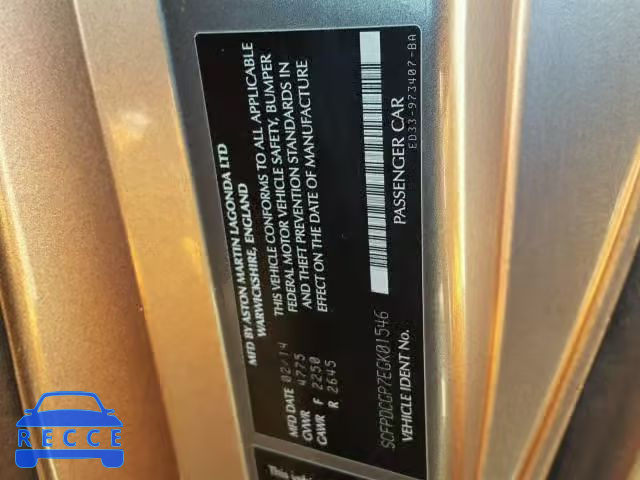 MFD BY ASTON MARTIN LAGONDA LTD
WARWICKSHIRE, ENGLAND
THIS VEHICLE CONFORMS TO ALL APPLICABLE
FEDERAL MOTOR VEHICLE SAFETY, BUMPER
AND THEFT PREVENTION STANDARDS IN
EFFECT ON THE DATE OF MANUFACTURE
MFD DATE 02/14
GVWR 4775
GAWR F 2250
R 2645
SCFPDCGP7EGK01546
VEHICLE IDENT No.
PASSENGER CAR
ED33-973407-BA
This
RECCE